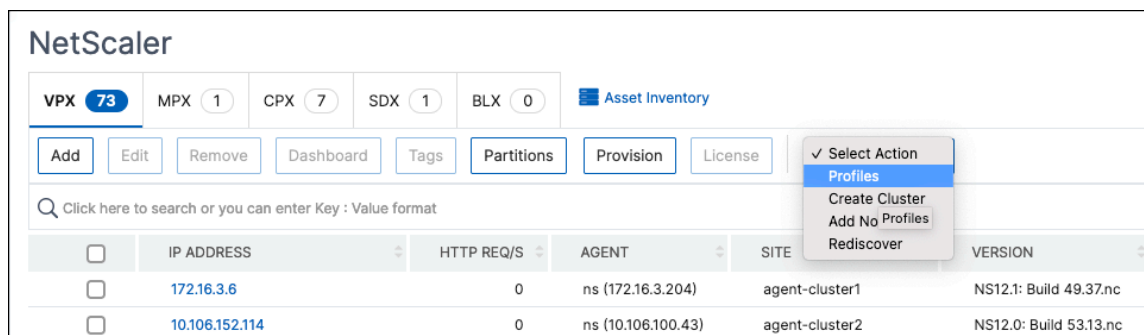 NetScaler
VPX 73 MPX 1 CPX 7 SDX 1 BLX 0 Asset Inventory
Add Edit Remove Dashboard Tags Partitions Provision License ✓ Select Action
Profiles
Create Cluster
Add No Profiles
Rediscover
Click here to search or you can enter Key : Value format
IP ADDRESS HTTP REQ/S AGENT SITE VERSION
172.16.3.6 0 ns (172.16.3.204) agent-cluster1 NS12.1: Build 49.37.nc
10.106.152.114 0 ns (10.106.100.43) agent-cluster2 NS12.0: Build 53.13.nc